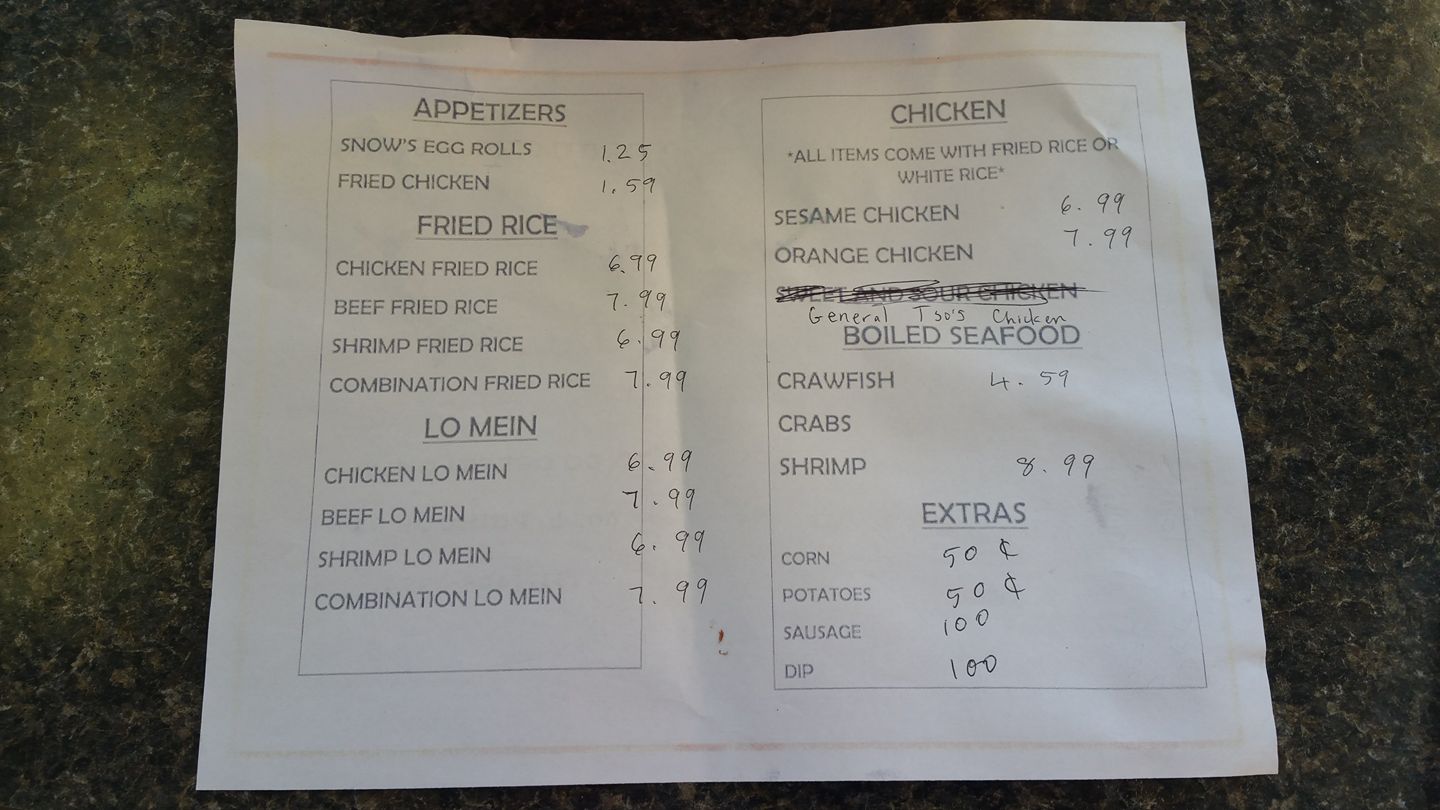 APPETIZERS
SNOW'S EGG ROLLS 1.25
FRIED CHICKEN 1.59
FRIED RICE
CHICKEN FRIED RICE 6.99
BEEF FRIED RICE 7.99
SHRIMP FRIED RICE 6.99
COMBINATION FRIED RICE 7.99
LO MEIN
CHICKEN LO MEIN 6.99
BEEF LO MEIN 7.99
SHRIMP LO MEIN 6.99
COMBINATION LO MEIN 7.99
CHICKEN
*ALL ITEMS COME WITH FRIED RICE OR
WHITE RICE*
SESAME CHICKEN 6.99
ORANGE CHICKEN 7.99
SWEET AND SOUR CHICKEN
General Tso's Chicken
BOILED SEAFOOD
CRAWFISH 4.59
CRABS
SHRIMP 8.99
EXTRAS
CORN 50 ¢
POTATOES 50 ¢
SAUSAGE 100
DIP 100